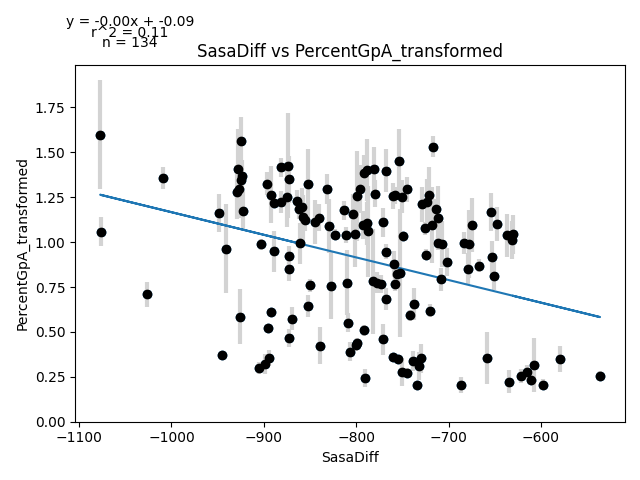 y = -0.00x + -0.09
r^2 = 0.11
n = 134
SasaDiff vs PercentGpA_transformed
PercentGpA_transformed
1.75
1.50
1.25
1.00
0.75
0.50
0.25
0.00
−1100 −1000 −900 −800 −700 −600
SasaDiff